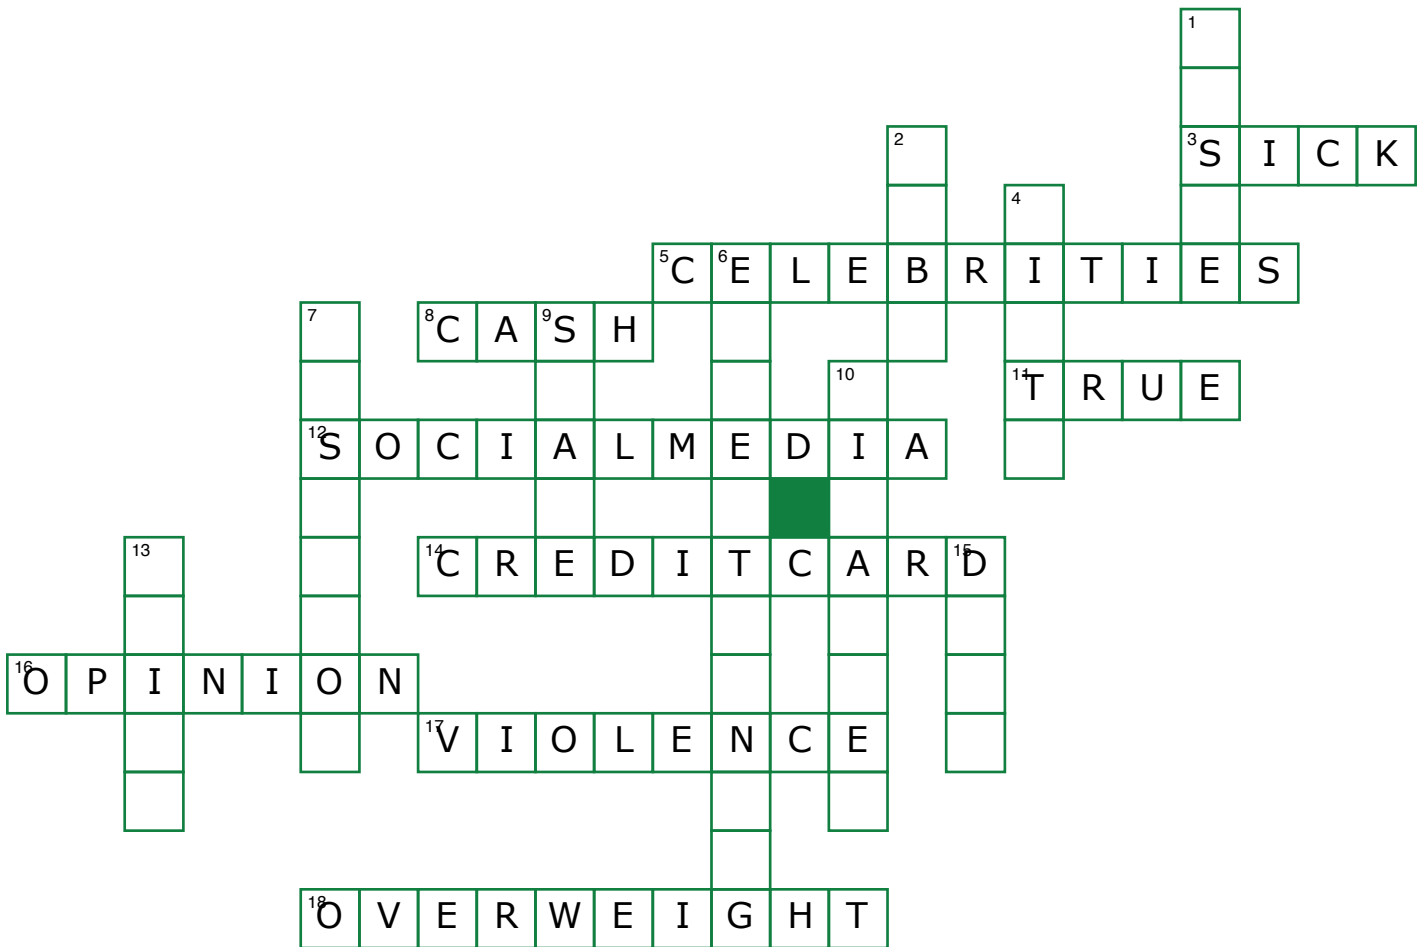 1
2
3 SICK
4
5 C 6 ELEBRITIES
7 8 CA 9 SH
10 11 TRUE
12 SOCIALMEDIA
13 14 CREDITCAR 15 D
16 OPINION
17 VIOLENCE
18 OVERWEIGHT